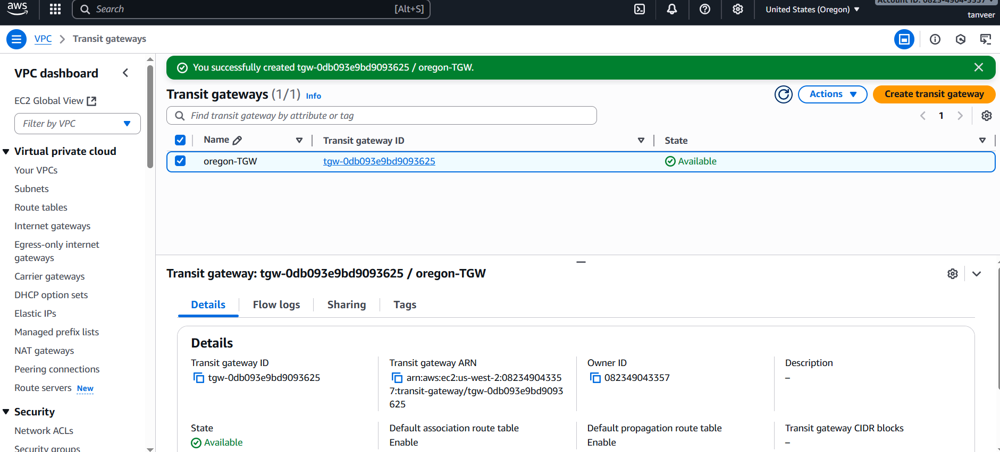 aws
Search [Alt+S]
United States (Oregon)
Account ID: 0823-4904-3357
tanveer
VPC
Transit gateways
VPC dashboard
EC2 Global View
Filter by VPC
Virtual private cloud
Your VPCs
Subnets
Route tables
Internet gateways
Egress-only internet
gateways
Carrier gateways
DHCP option sets
Elastic IPs
Managed prefix lists
NAT gateways
Peering connections
Route servers New
Security
Network ACLs
Security groups
You successfully created tgw-0db093e9bd9093625 / oregon-TGW.
Transit gateways (1/1) Info
Actions
Create transit gateway
Find transit gateway by attribute or tag
1
Name
Transit gateway ID
State
oregon-TGW
tgw-0db093e9bd9093625
Available
Transit gateway: tgw-0db093e9bd9093625 / oregon-TGW
Details
Flow logs
Sharing
Tags
Details
Transit gateway ID
tgw-0db093e9bd9093625
Transit gateway ARN
arn:aws:ec2:us-west-2:08234904335
7:transit-gateway/tgw-0db093e9bd9093
625
Owner ID
082349043357
Description
–
State
Available
Default association route table
Enable
Default propagation route table
Enable
Transit gateway CIDR blocks
–